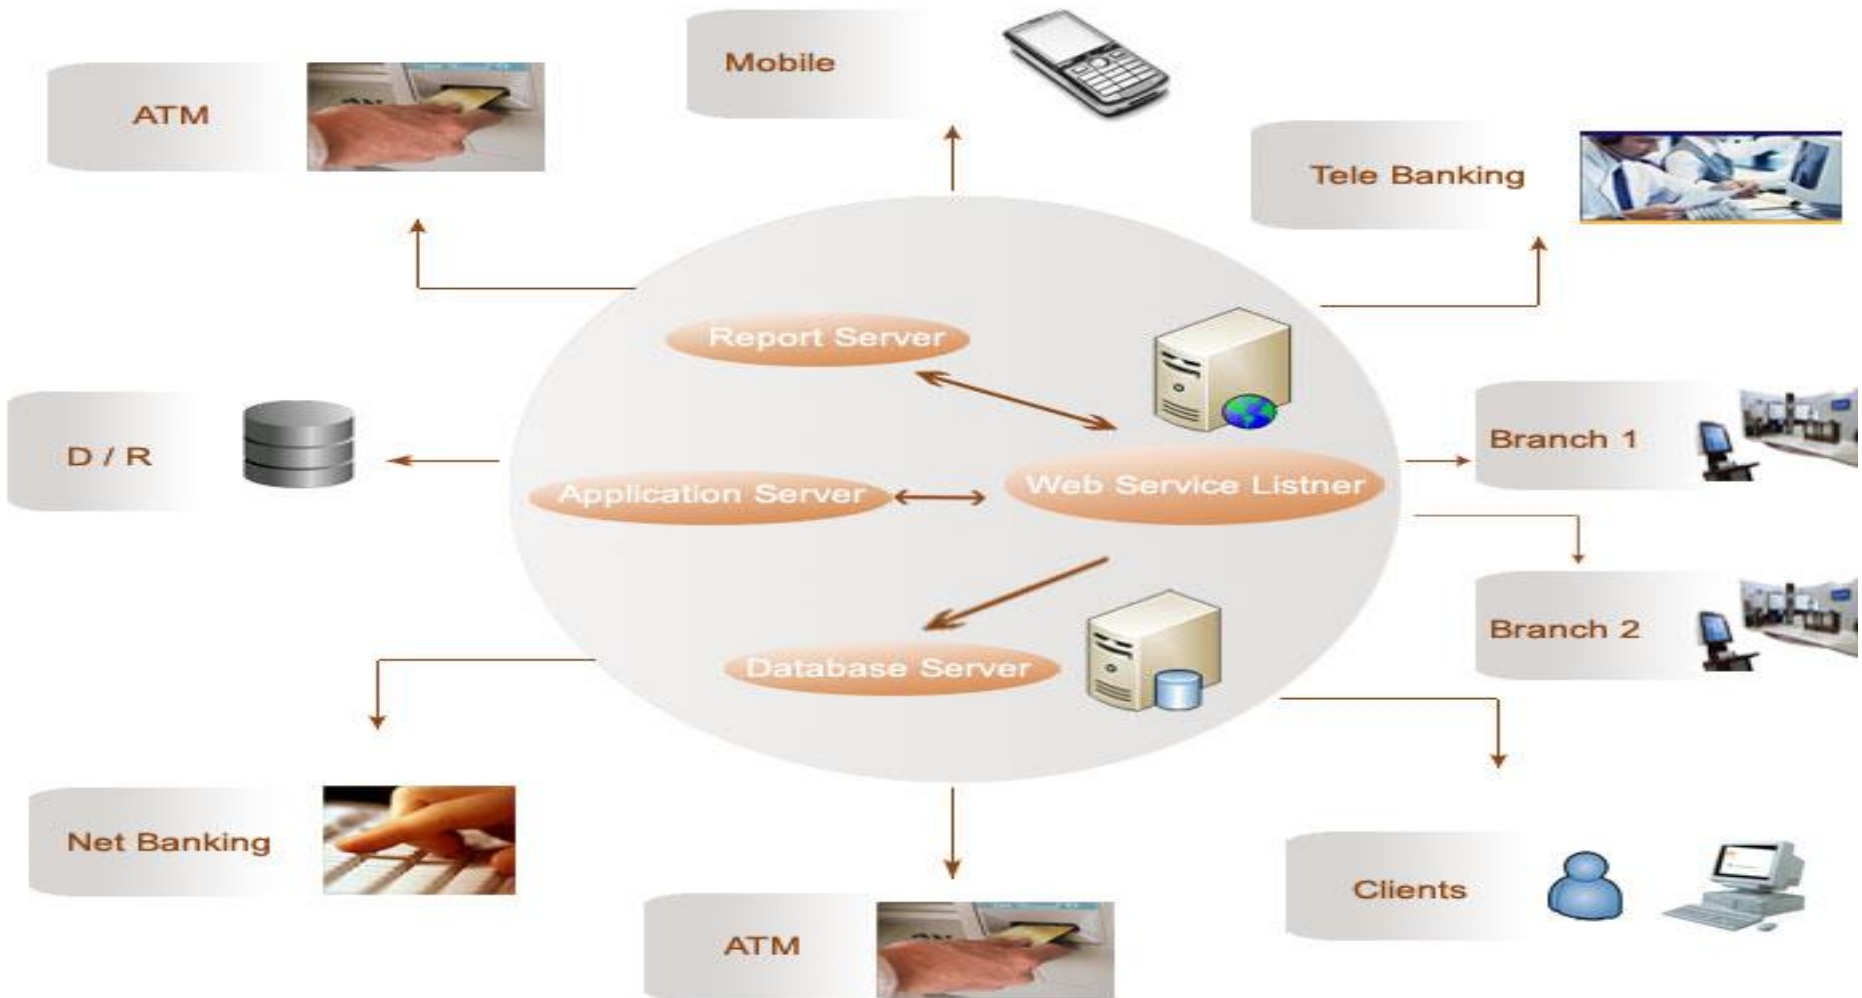 Mobile
ATM
Tele Banking
Report Server
Branch 1
D / R
Application Server
Web Service Listner
Branch 2
Database Server
Net Banking
Clients
ATM